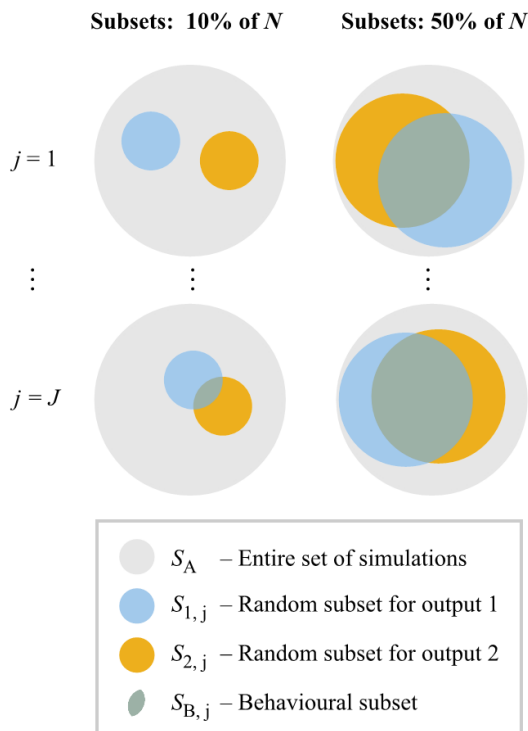 Subsets: 10% of N
Subsets: 50% of N
j = 1
⋮ ⋮ ⋮
j = J
S_A – Entire set of simulations
S_1, j – Random subset for output 1
S_2, j – Random subset for output 2
S_B, j – Behavioural subset